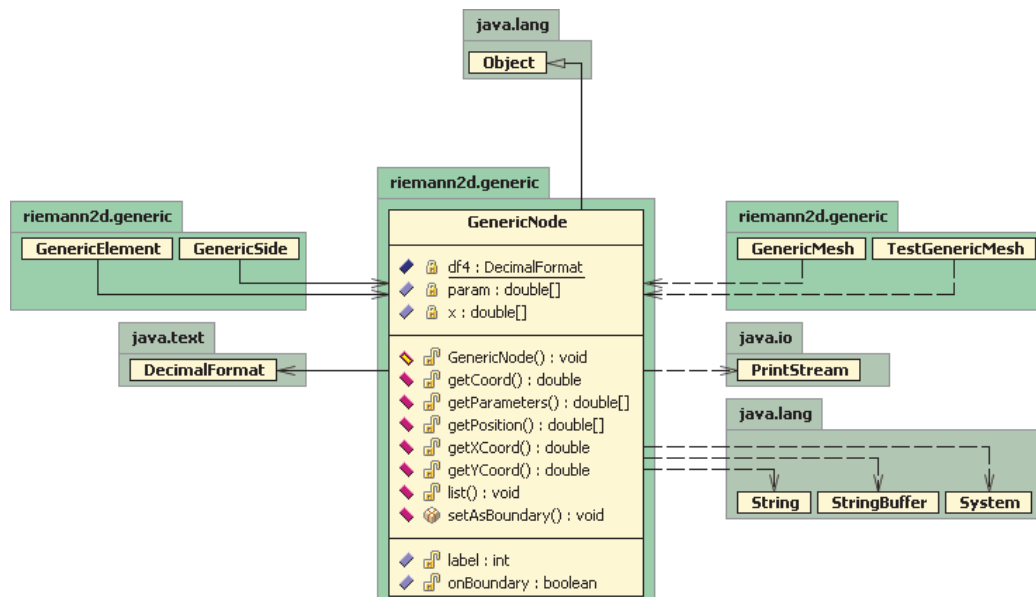 java.lang
Object
riemann2d.generic
GenericElement
GenericSide
java.text
DecimalFormat
riemann2d.generic
GenericNode
df4 : DecimalFormat
param : double[]
x : double[]
GenericNode() : void
getCoord() : double
getParameters() : double[]
getPosition() : double[]
getXCoord() : double
getYCoord() : double
list() : void
setAsBoundary() : void
label : int
onBoundary : boolean
riemann2d.generic
GenericMesh
TestGenericMesh
java.io
PrintStream
java.lang
String
StringBuffer
System